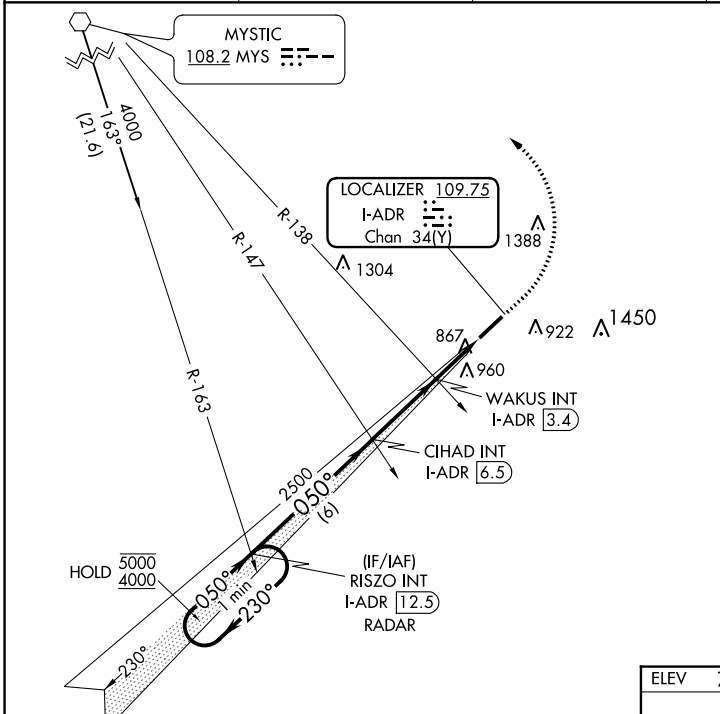 MYSTIC
108.2 MYS
4000
163°
(21.6)
LOCALIZER 109.75
I-ADR
Chan 34(Y)
R-138
R-147
1388
1304
867
922
1450
960
R-163
WAKUS INT
I-ADR 3.4
CIHAD INT
I-ADR 6.5
2500
050°
(6)
HOLD 5000
4000
050°
1 min
230°
(IF/IAF)
RISZO INT
I-ADR 12.5
RADAR
230°
ELEV